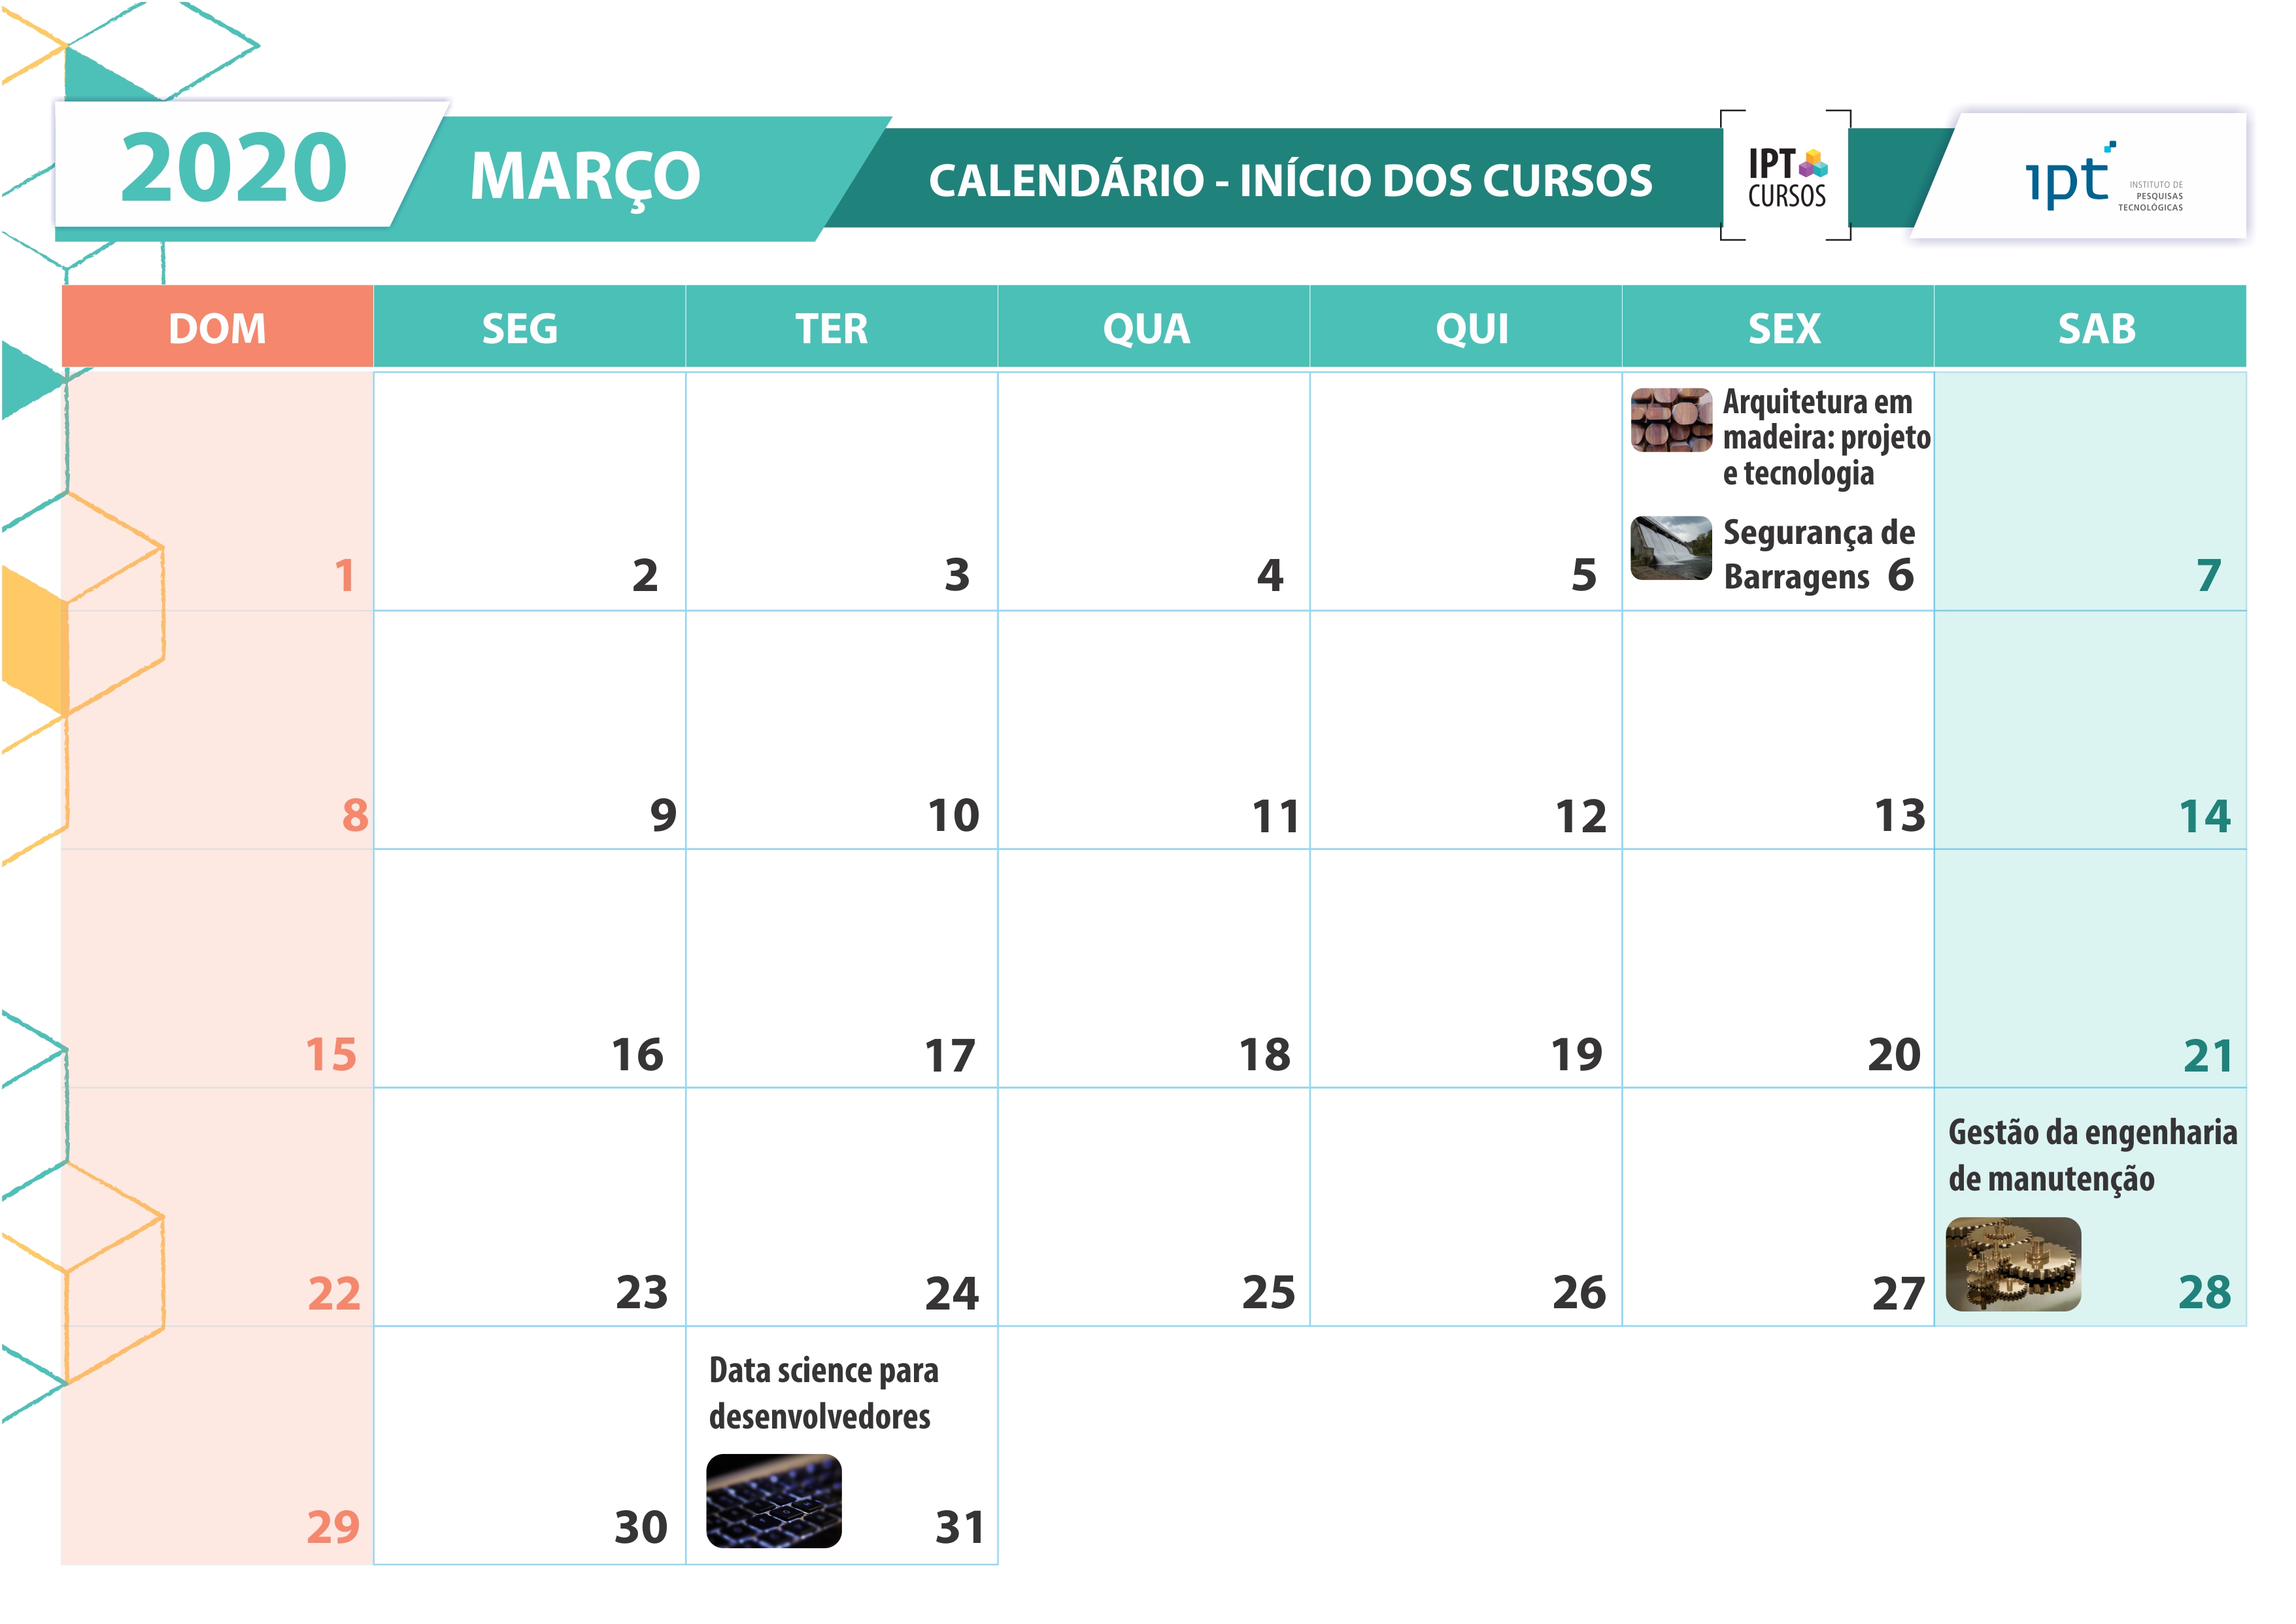 2020
MARÇO
CALENDÁRIO - INÍCIO DOS CURSOS
IPT
CURSOS
ipt
INSTITUTO DE
PESQUISAS
TECNOLÓGICAS
DOM SEG TER QUA QUI SEX SAB
Arquitetura em
madeira: projeto
e tecnologia
Segurança de
Barragens
1 2 3 4 5 6 7
8 9 10 11 12 13 14
15 16 17 18 19 20 21
Gestão da engenharia
de manutenção
22 23 24 25 26 27 28
Data science para
desenvolvedores
29 30 31